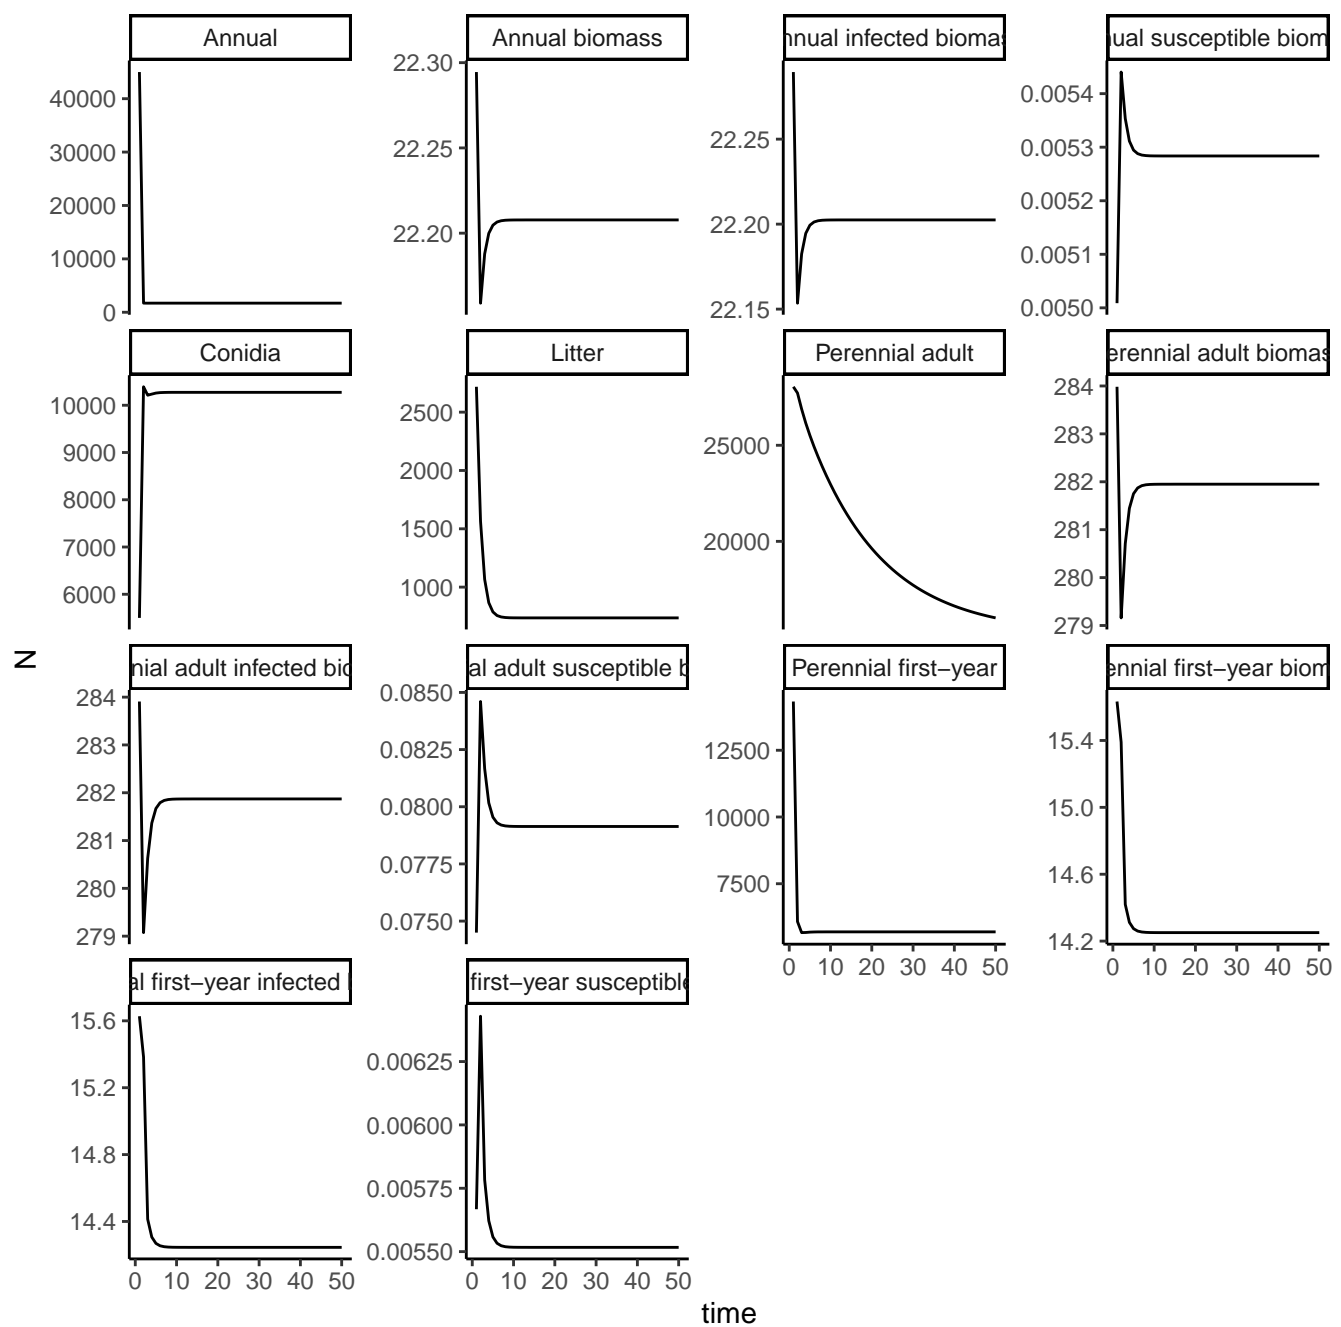 Annual
Annual biomass
nnual infected biomas
ual susceptible biom
40000
30000
20000
10000
0
22.30
22.25
22.20
22.25
22.20
22.15
0.0054
0.0053
0.0052
0.0051
0.0050
Conidia
Litter
Perennial adult
erennial adult biomas
10000
9000
8000
7000
6000
2500
2000
1500
1000
25000
20000
284
283
282
281
280
279
N
nial adult infected bio
al adult susceptible b
Perennial first−year
ennial first−year biom
284
283
282
281
280
279
0.0850
0.0825
0.0800
0.0775
0.0750
12500
10000
7500
15.4
15.0
14.6
14.2
0 10 20 30 40 50
0 10 20 30 40 50
al first−year infected
first−year susceptible
15.6
15.2
14.8
14.4
0.00625
0.00600
0.00575
0.00550
0 10 20 30 40 50
0 10 20 30 40 50
time